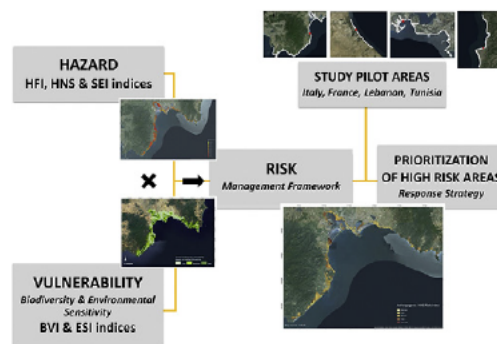 HAZARD
HFI, HNS & SEI indices
STUDY PILOT AREAS
Italy, France, Lebanon, Tunisia
RISK
Management Framework
PRIORITIZATION
OF HIGH RISK AREAS
Response Strategy
VULNERABILITY
Biodiversity & Environmental
Sensitivity
BVI & ESI indices